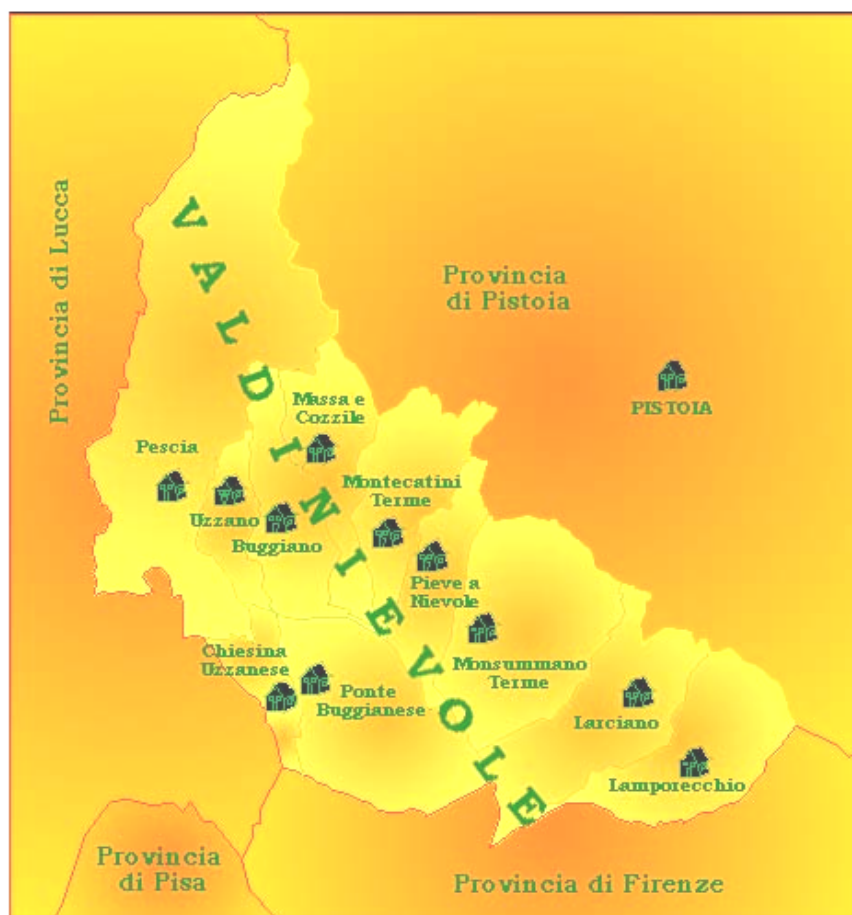 Provincia di Lucca
VALDINIEVOLE
Provincia
di Pistoia
PISTOIA
Massa e
Cozzile
Pescia
Montecatini
Terme
Uzzano
Buggiano
Pieve a
Nievole
Chiesina
Uzzanese
Monsummano
Terme
Ponte
Buggianese
Larciano
Lamporecchio
Provincia
di Pisa
Provincia di Firenze